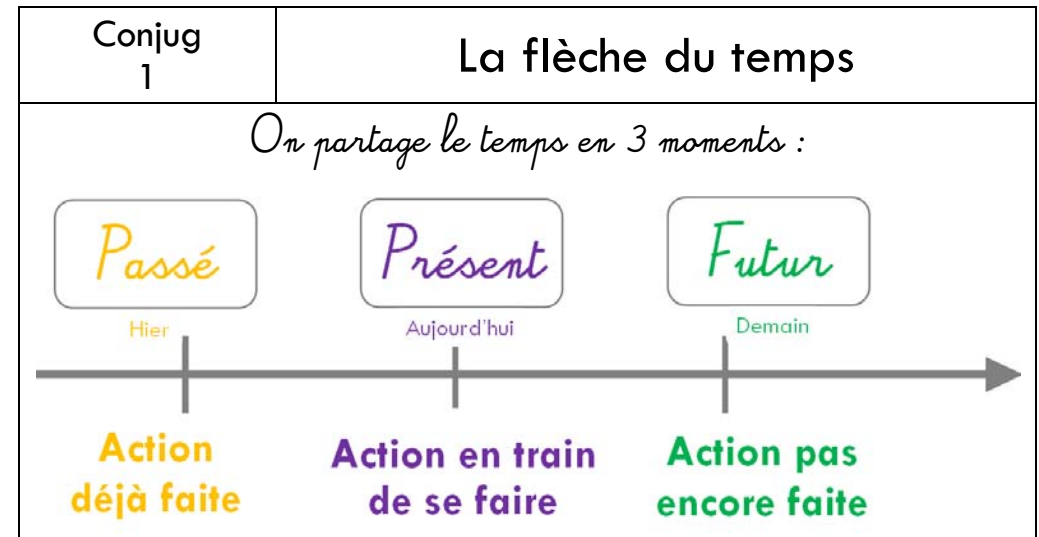 Conjug
1
La flèche du temps
On partage le temps en 3 moments :
Passé
Présent
Futur
Hier
Aujourd'hui
Demain
Action
déjà faite
Action en train
de se faire
Action pas
encore faite